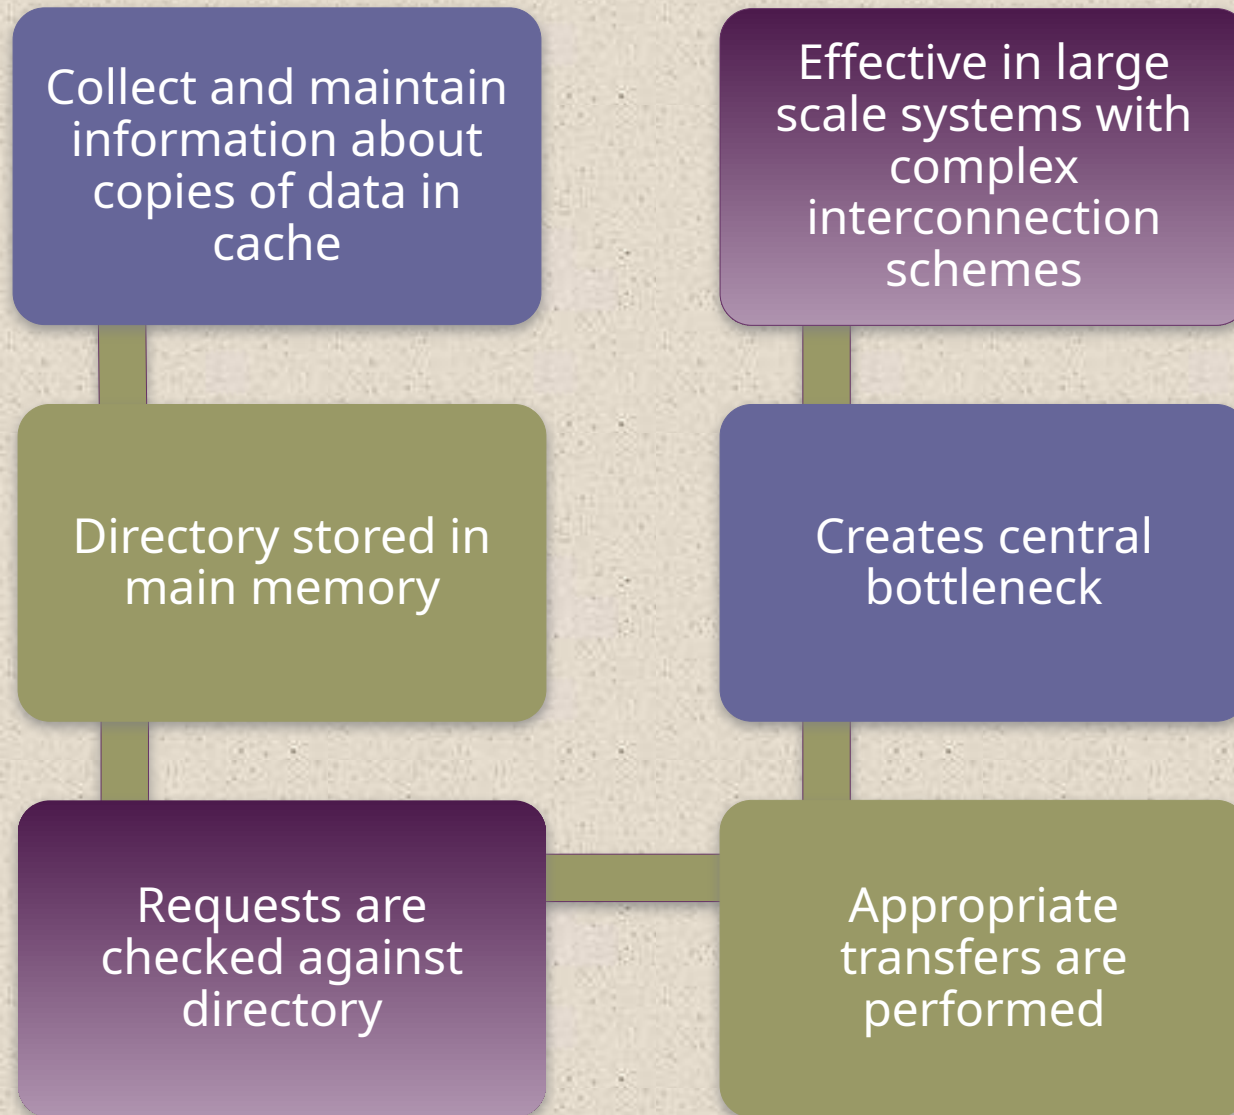 Collect and maintain
information about
copies of data in
cache
Directory stored in
main memory
Requests are
checked against
directory
Appropriate
transfers are
performed
Creates central
bottleneck
Effective in large
scale systems with
complex
interconnection
schemes